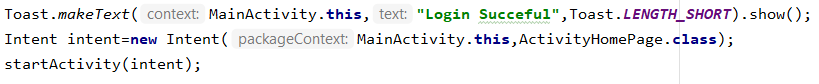 Toast.makeText( context: MainActivity.this, text: "Login Succeful",Toast.LENGTH_SHORT).show();
Intent intent=new Intent( packageContext: MainActivity.this,ActivityHomePage.class);
startActivity(intent);